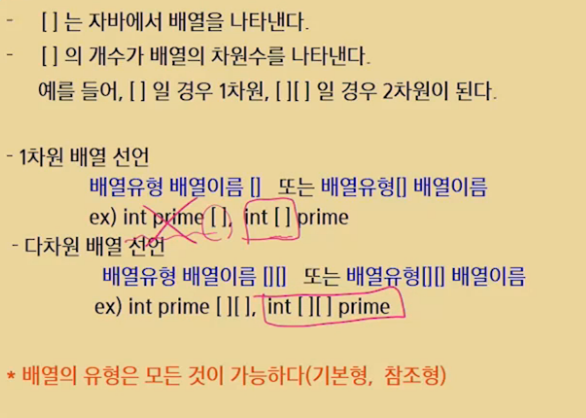 - [ ] 는 자바에서 배열을 나타낸다.
- [ ] 의 개수가 배열의 차원수를 나타낸다.
예를 들어, [ ] 일 경우 1차원, [ ][ ] 일 경우 2차원이 된다.
- 1차원 배열 선언
배열유형 배열이름 [] 또는 배열유형[] 배열이름
ex) int prime [ ], int [ ] prime
- 다차원 배열 선언
배열유형 배열이름 [][] 또는 배열유형[][] 배열이름
ex) int prime [ ][ ], int [ ][ ] prime
* 배열의 유형은 모든 것이 가능하다(기본형, 참조형)